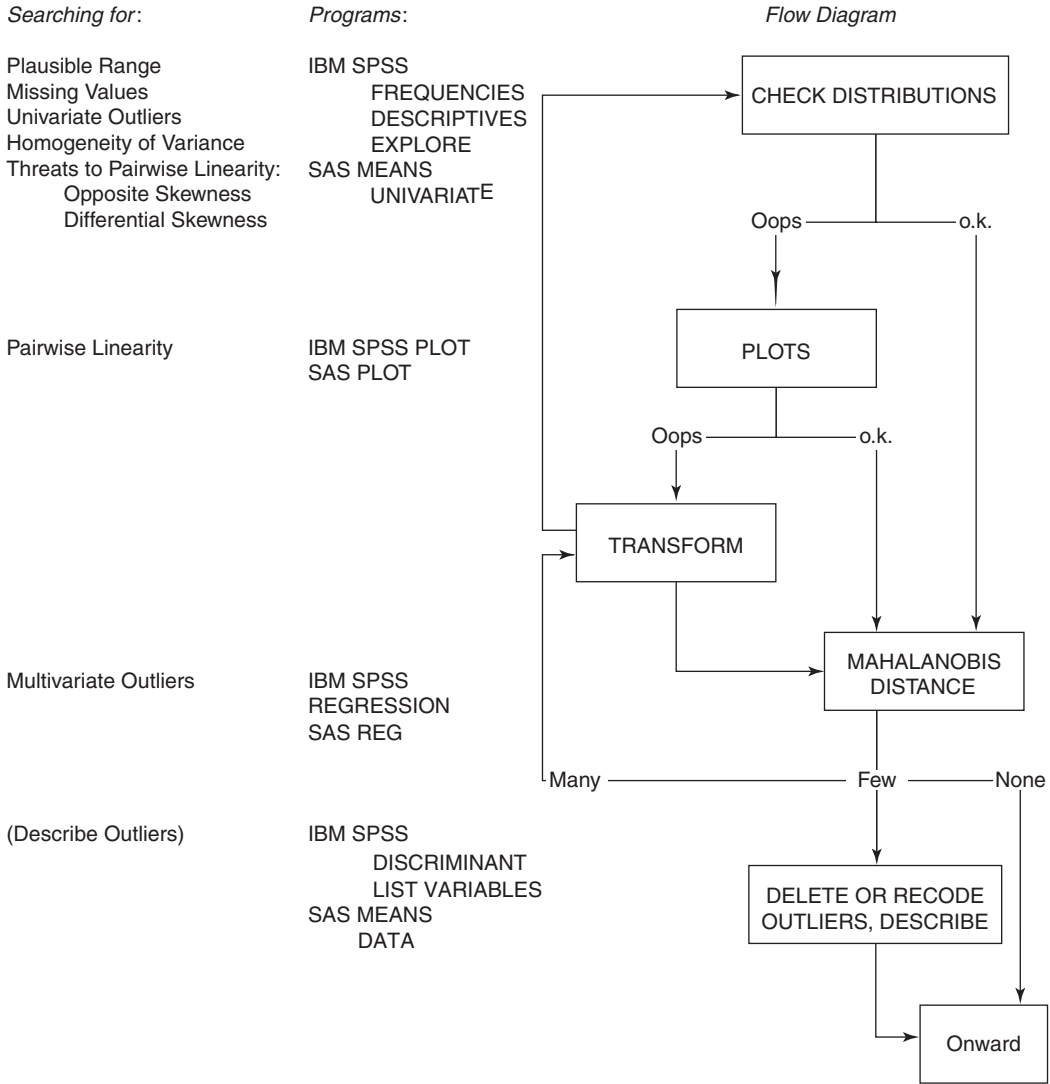 Searching for:
Programs:
Flow Diagram
Plausible Range
Missing Values
Univariate Outliers
Homogeneity of Variance
Threats to Pairwise Linearity:
Opposite Skewness
Differential Skewness
IBM SPSS
FREQUENCIES
DESCRIPTIVES
EXPLORE
SAS MEANS
UNIVARIATE
CHECK DISTRIBUTIONS
Oops
o.k.
Pairwise Linearity
IBM SPSS PLOT
SAS PLOT
PLOTS
Oops
o.k.
TRANSFORM
Multivariate Outliers
IBM SPSS
REGRESSION
SAS REG
MAHALANOBIS
DISTANCE
Many
Few
None
(Describe Outliers)
IBM SPSS
DISCRIMINANT
LIST VARIABLES
SAS MEANS
DATA
DELETE OR RECODE
OUTLIERS, DESCRIBE
Onward